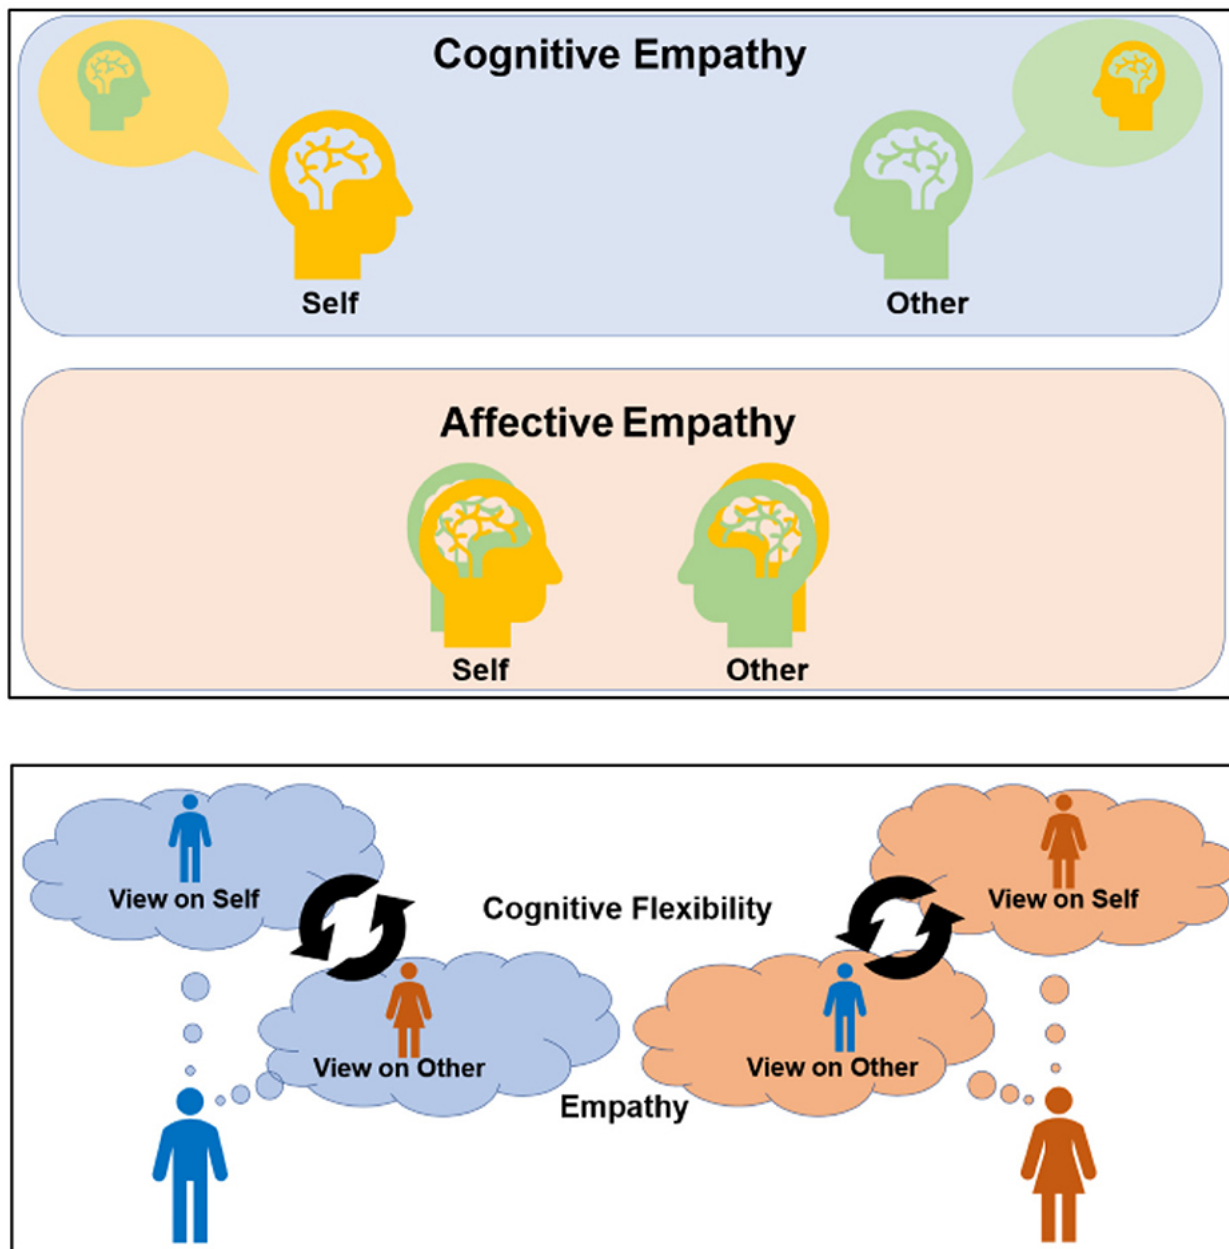 Cognitive Empathy
Self
Other
Affective Empathy
Self
Other
View on Self
View on Self
Cognitive Flexibility
View on Other
View on Other
Empathy